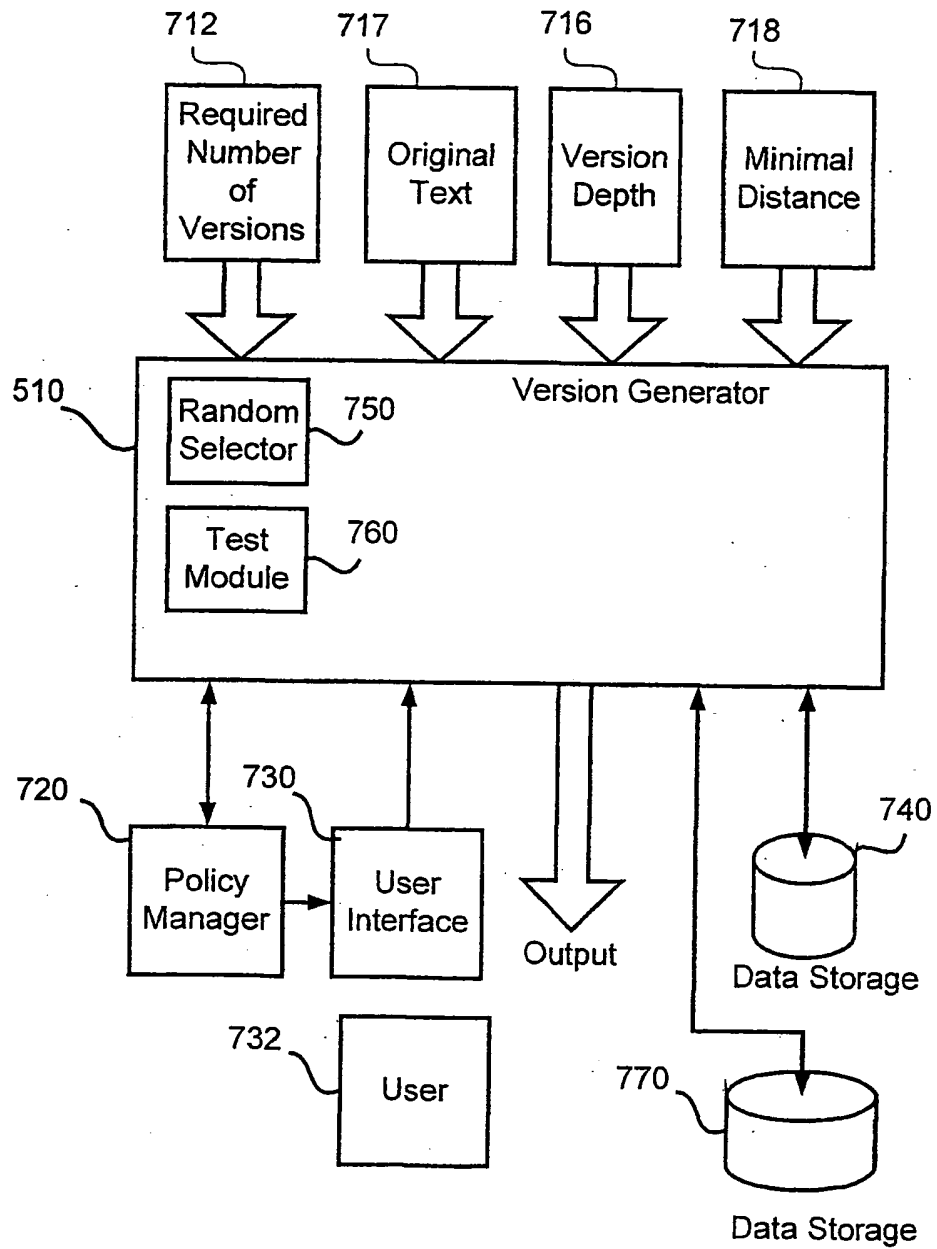 712
717
716
718
Required
Number
of
Versions
Original
Text
Version
Depth
Minimal
Distance
510
Version Generator
Random
Selector
750
Test
Module
760
720
730
740
Policy
Manager
User
Interface
Output
Data Storage
732
User
770
Data Storage